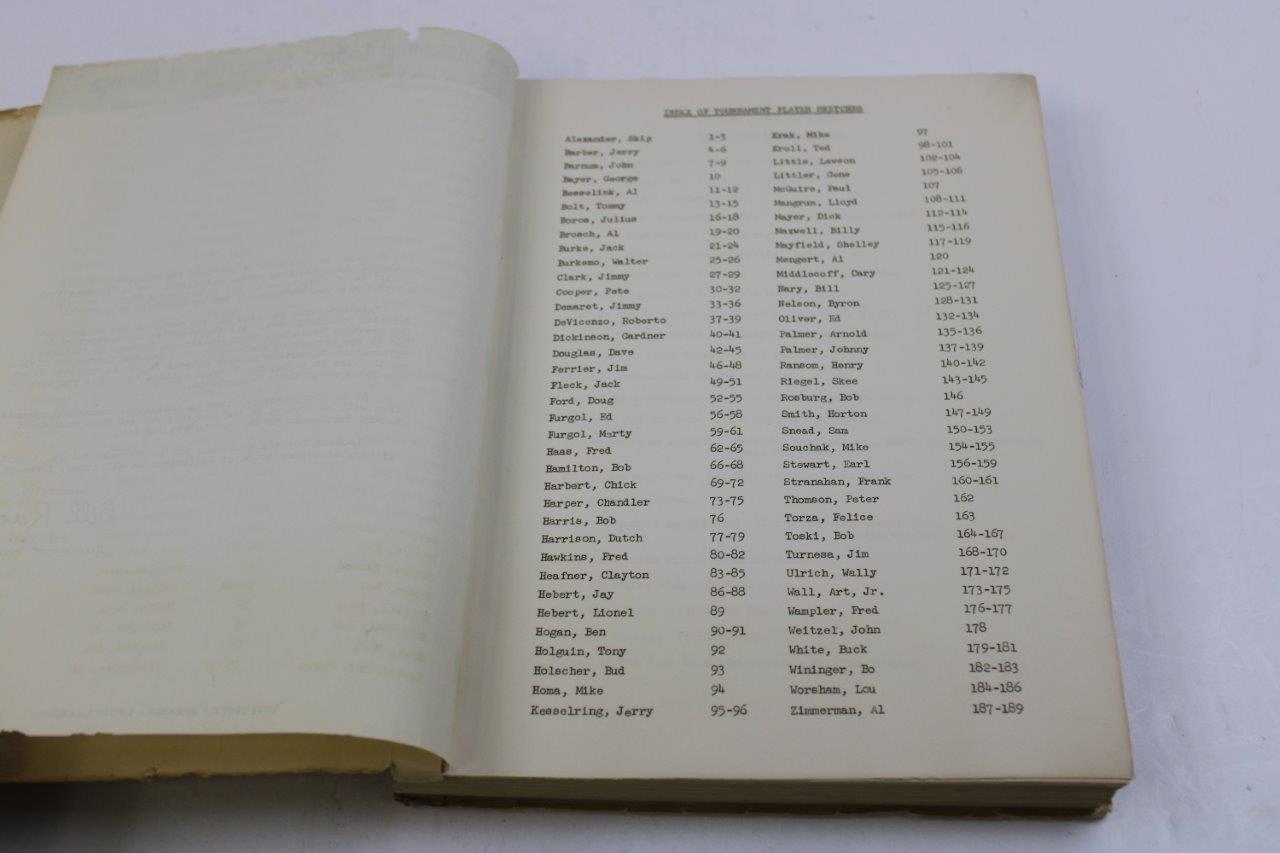 INDEX OF TOURNAMENT PLAYER SKETCHES
Alexander, Skip 1-3 Krak, Mike 97
Barber, Jerry 4-6 Kroll, Ted 98-101
Barnum, John 7-9 Little, Lawson 102-104
Bayer, George 10 Littler, Gene 105-106
Besselink, Al 11-12 McGuire, Paul 107
Bolt, Tommy 13-15 Mangrum, Lloyd 108-111
Boros, Julius 16-18 Mayer, Dick 112-114
Brosch, Al 19-20 Maxwell, Billy 115-116
Burke, Jack 21-24 Mayfield, Shelley 117-119
Burkemo, Walter 25-26 Mengert, Al 120
Clark, Jimmy 27-29 Middlecoff, Cary 121-124
Cooper, Pete 30-32 Nary, Bill 125-127
Demaret, Jimmy 33-36 Nelson, Byron 128-131
DeVicenzo, Roberto 37-39 Oliver, Ed 132-134
Dickinson, Gardner 40-41 Palmer, Arnold 135-136
Douglas, Dave 42-45 Palmer, Johnny 137-139
Ferrier, Jim 46-48 Ransom, Henry 140-142
Fleck, Jack 49-51 Riegel, Skee 143-145
Ford, Doug 52-55 Rosburg, Bob 146
Furgol, Ed 56-58 Smith, Horton 147-149
Furgol, Marty 59-61 Snead, Sam 150-153
Haas, Fred 62-65 Souchak, Mike 154-155
Hamilton, Bob 66-68 Stewart, Earl 156-159
Harbert, Chick 69-72 Stranahan, Frank 160-161
Harper, Chandler 73-75 Thomson, Peter 162
Harris, Bob 76 Torza, Felice 163
Harrison, Dutch 77-79 Toski, Bob 164-167
Hawkins, Fred 80-82 Turnesa, Jim 168-170
Heafner, Clayton 83-85 Ulrich, Wally 171-172
Hebert, Jay 86-88 Wall, Art, Jr. 173-175
Hebert, Lionel 89 Wampler, Fred 176-177
Hogan, Ben 90-91 Weitzel, John 178
Holguin, Tony 92 White, Buck 179-181
Holscher, Bud 93 Wininger, Bo 182-183
Homa, Mike 94 Worsham, Lou 184-186
Kesselring, Jerry 95-96 Zimmerman, Al 187-189